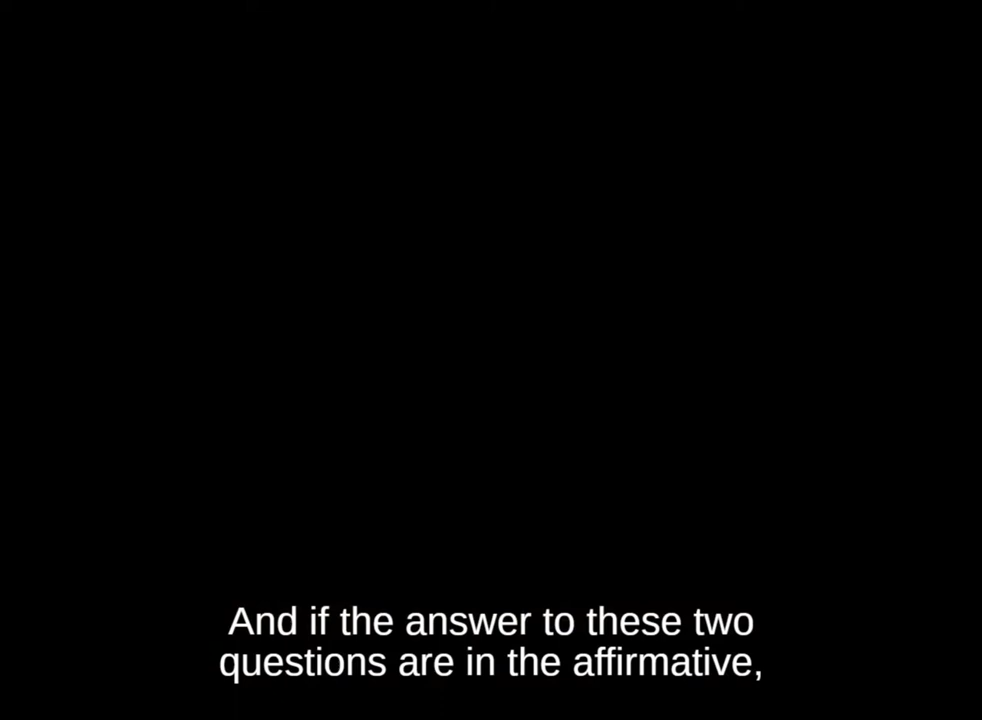 And if the answer to these two
questions are in the affirmative,